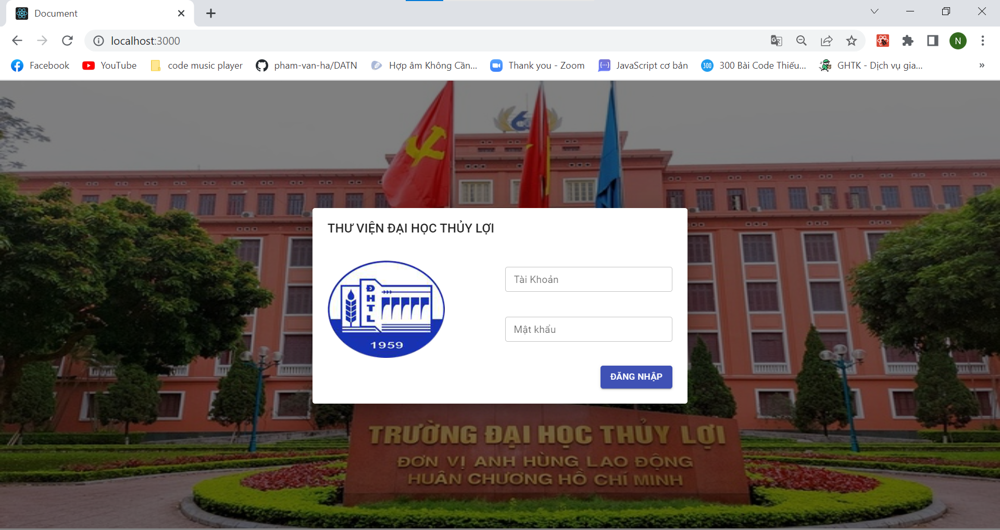 Document
localhost:3000
N
Facebook YouTube code music player pham-van-ha/DATN Hợp âm Không Cần... Thank you - Zoom JavaScript cơ bản 300 300 Bài Code Thiếu... GHTK - Dịch vụ gia... »
THƯ VIỆN ĐẠI HỌC THỦY LỢI
ĐHTL
1959
Tài Khoản
Mật khẩu
ĐĂNG NHẬP
TRƯỜNG ĐẠI HỌC THỦY LỢI
ĐƠN VỊ ANH HÙNG LAO ĐỘNG
HUÂN CHƯƠNG HỒ CHÍ MINH